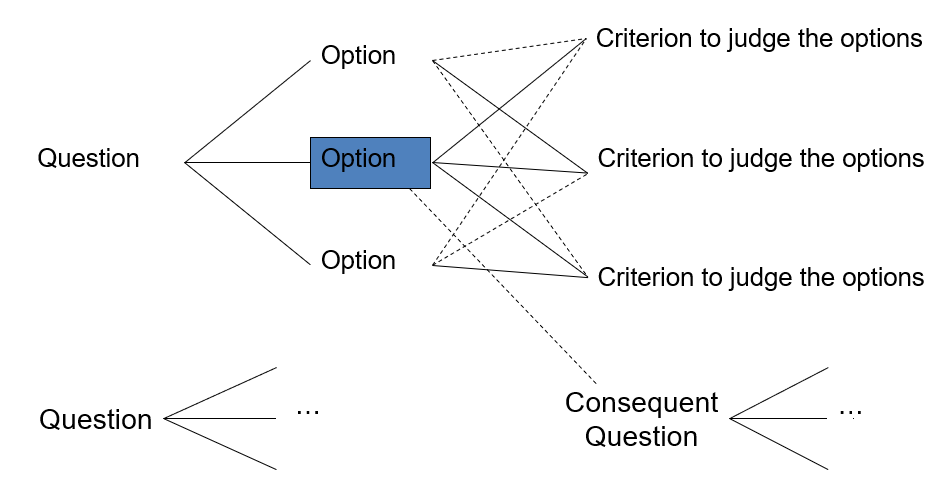 Option
Criterion to judge the options
Question
Option
Criterion to judge the options
Option
Criterion to judge the options
Question
...
Consequent
Question
...